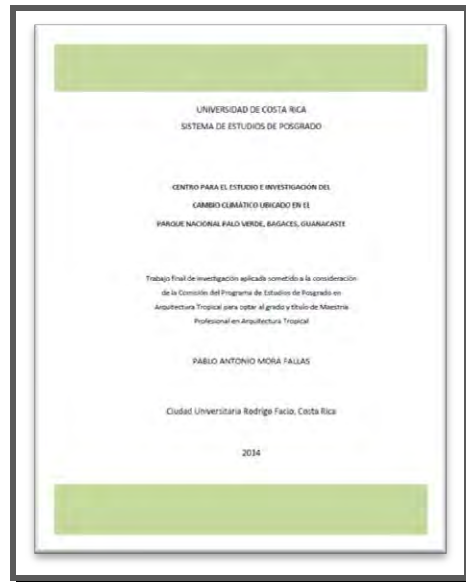 UNIVERSIDAD DE COSTA RICA
SISTEMA DE ESTUDIOS DE POSGRADO
CENTRO PARA EL ESTUDIO E INVESTIGACIÓN DEL
CAMBIO CLIMÁTICO UBICADO EN EL
PARQUE NACIONAL PALO VERDE, BAGACES, GUANACASTE
Trabajo final de investigación aplicada sometido a la consideración
de la Comisión del Programa de Estudios de Posgrado en
Arquitectura Tropical para optar al grado y título de Maestría
Profesional en Arquitectura Tropical
PABLO ANTONIO MORA FALLAS
Ciudad Universitaria Rodrigo Facio, Costa Rica
2014